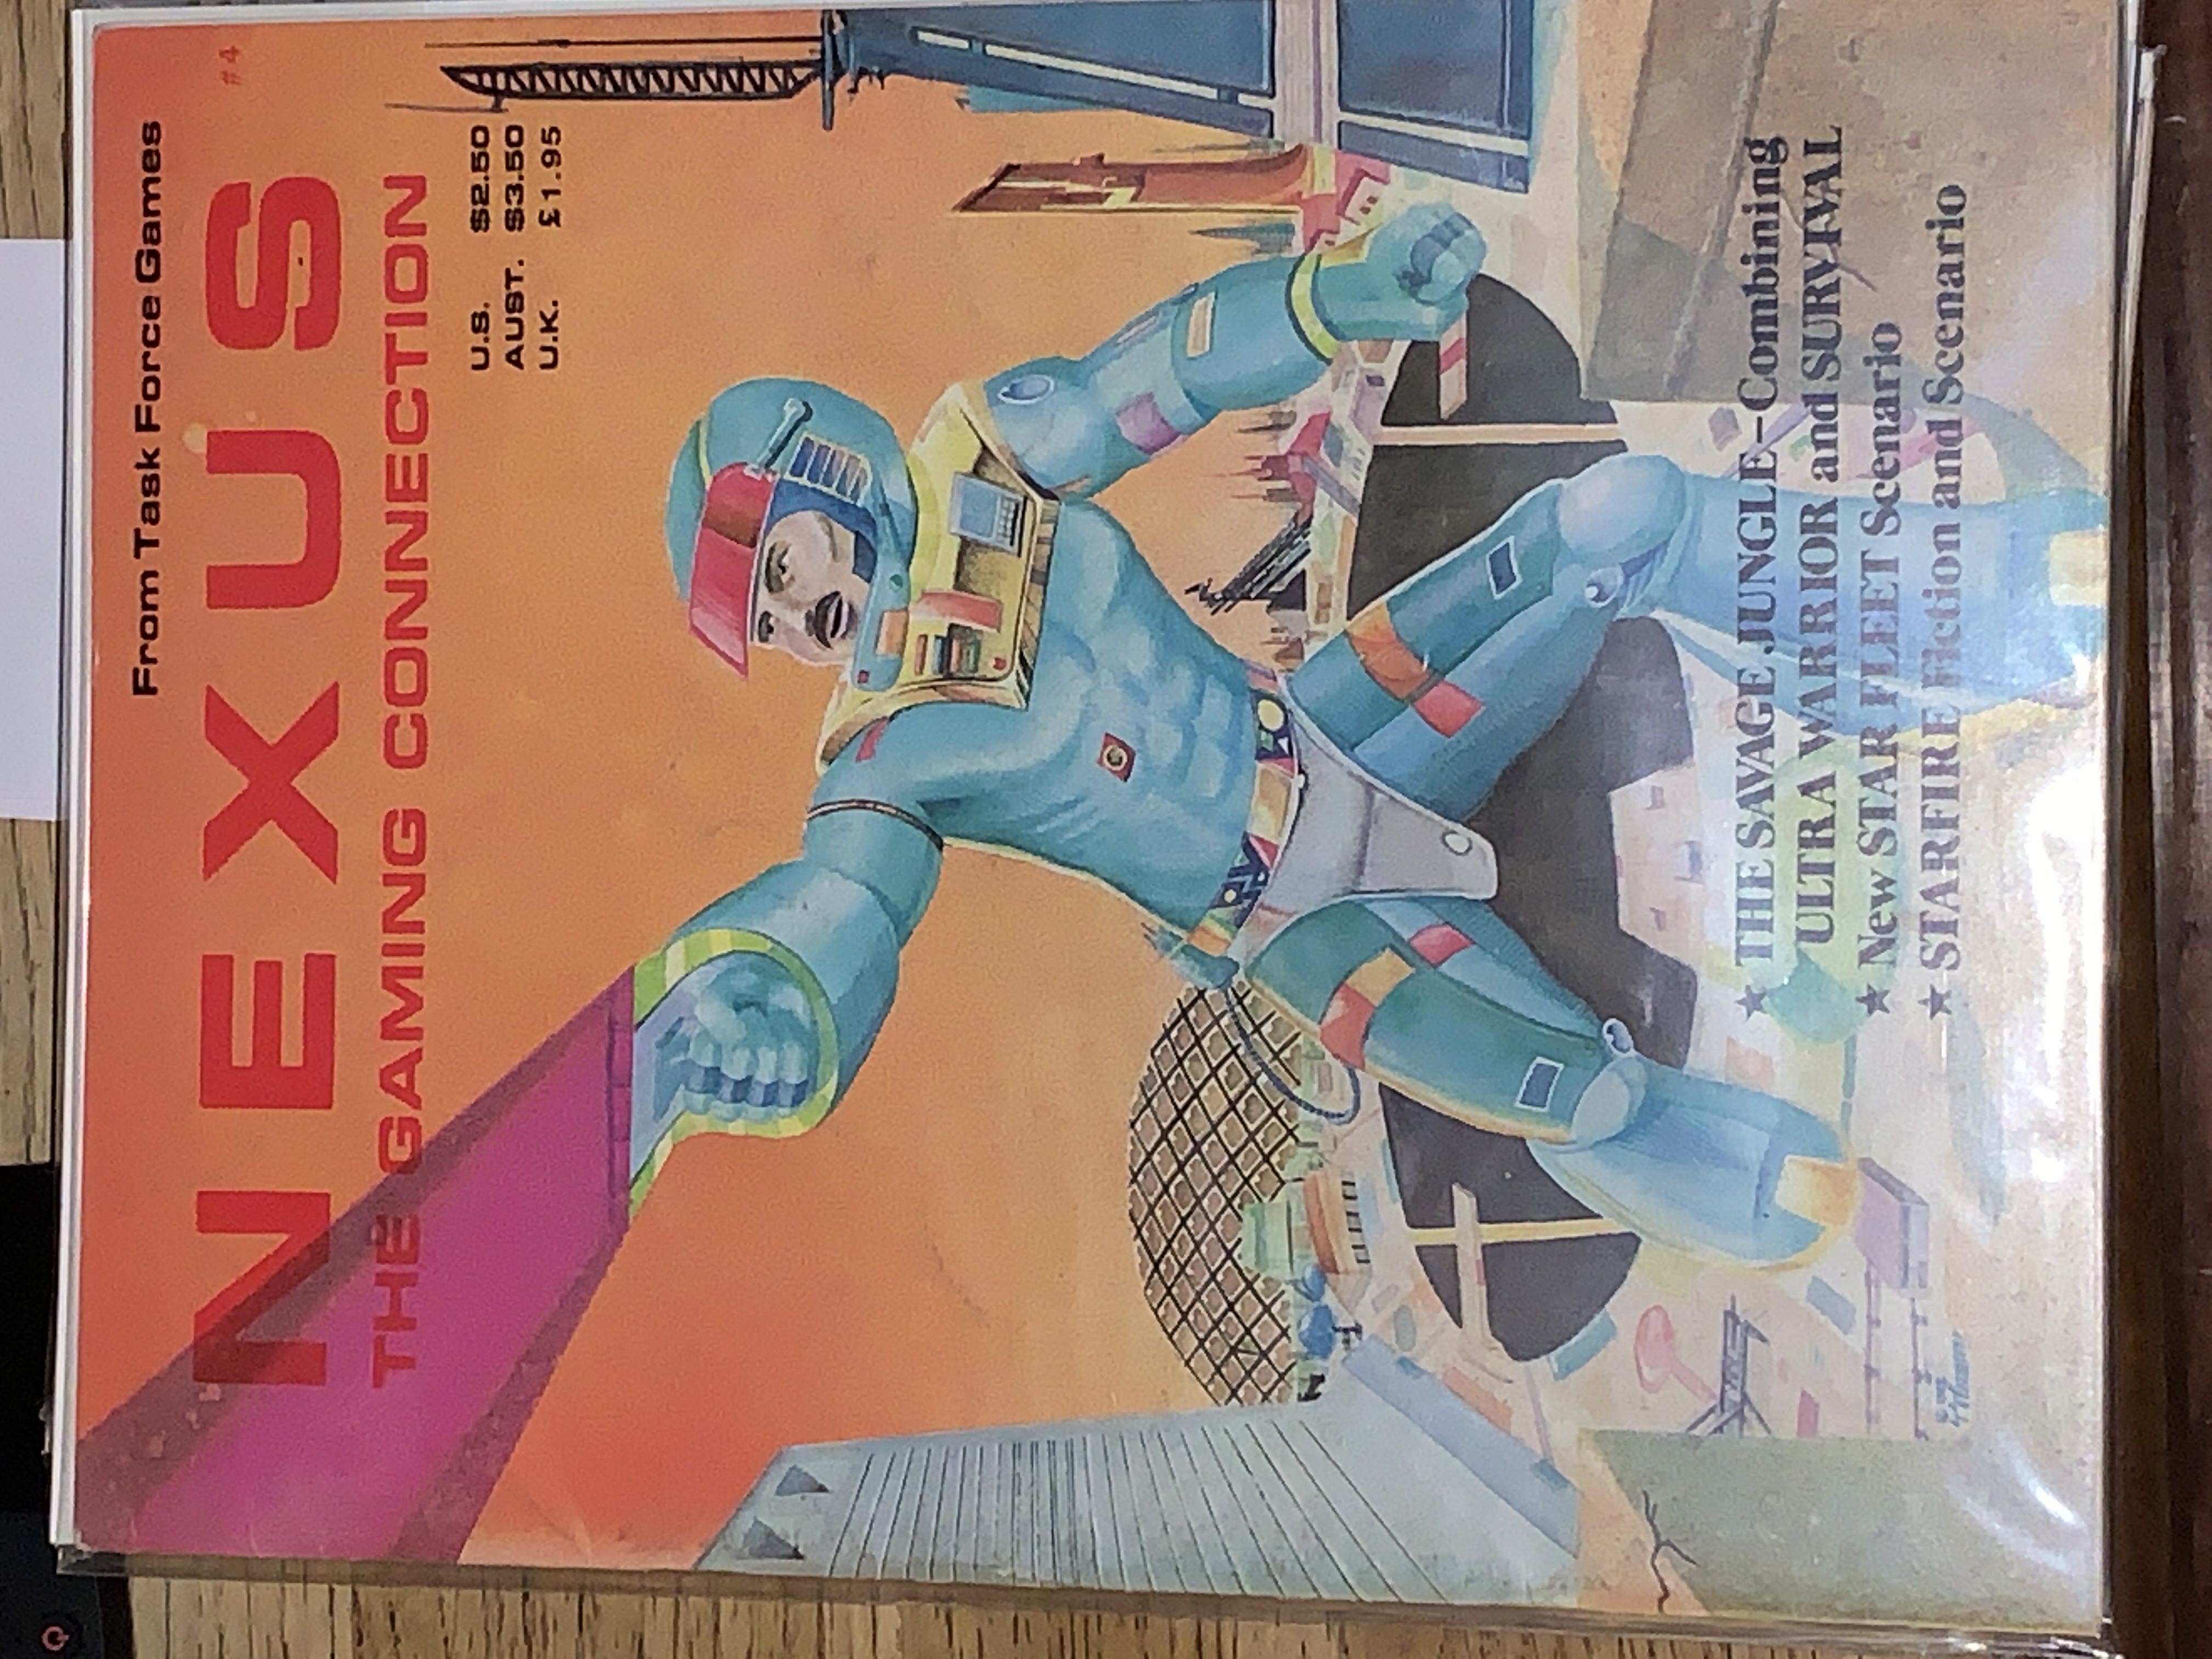 From Task Force Games
NEXUS #4
THE GAMING CONNECTION
U.S. $2.50
AUST. $3.50
U.K. £1.95
★ THE SAVAGE JUNGLE–Combining
ULTRA WARRIOR and SURVIVAL
★ New STAR FLEET Scenario
★ STARFIRE Fiction and Scenario